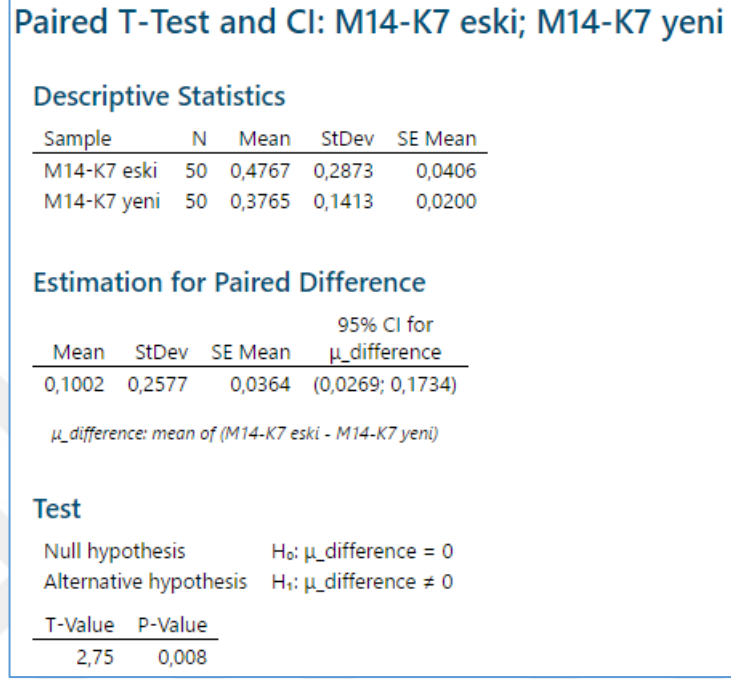 Paired T-Test and CI: M14-K7 eski; M14-K7 yeni
Descriptive Statistics
Sample N Mean StDev SE Mean
M14-K7 eski 50 0,4767 0,2873 0,0406
M14-K7 yeni 50 0,3765 0,1413 0,0200
Estimation for Paired Difference
95% CI for
Mean StDev SE Mean μ_difference
0,1002 0,2577 0,0364 (0,0269; 0,1734)
μ_difference: mean of (M14-K7 eski - M14-K7 yeni)
Test
Null hypothesis H₀: μ_difference = 0
Alternative hypothesis H₁: μ_difference ≠ 0
T-Value P-Value
2,75 0,008